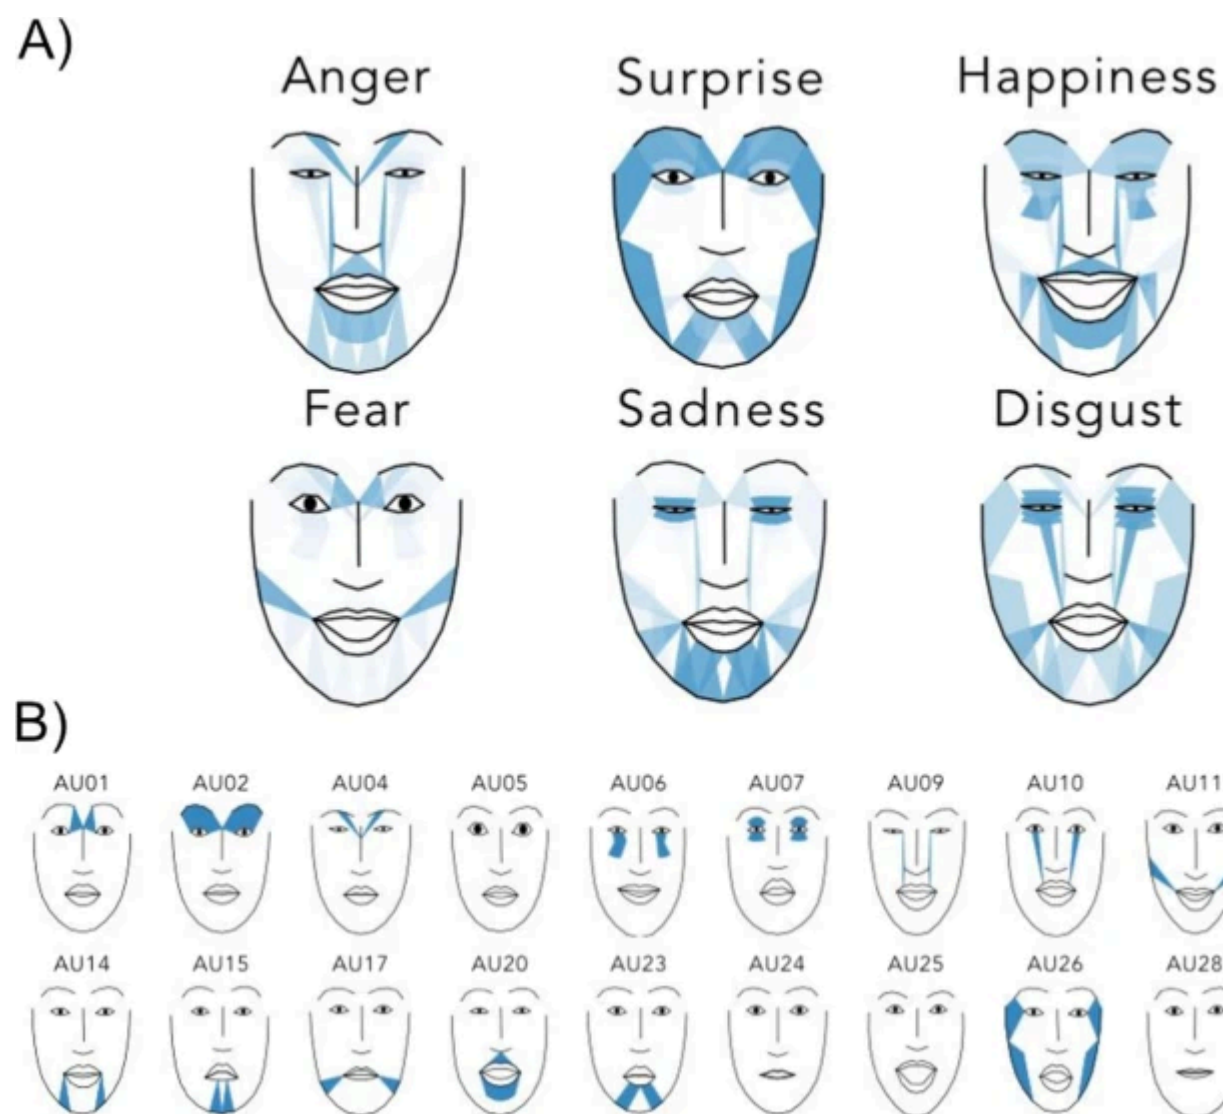 A)
Anger Surprise Happiness
Fear Sadness Disgust
B)
AU01 AU02 AU04 AU05 AU06 AU07 AU09 AU10 AU11
AU14 AU15 AU17 AU20 AU23 AU24 AU25 AU26 AU28